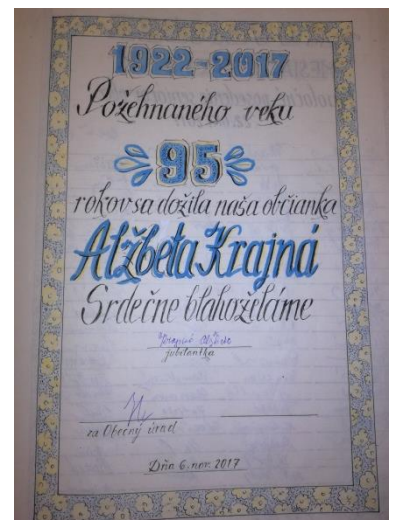 1922-2017
Požehnaného veku
95
rokov sa dožila naša občianka
Alžbeta Krajná
Srdečne blahoželáme
jubilantka
za Obecný úrad
Dňa 6. nov. 2017